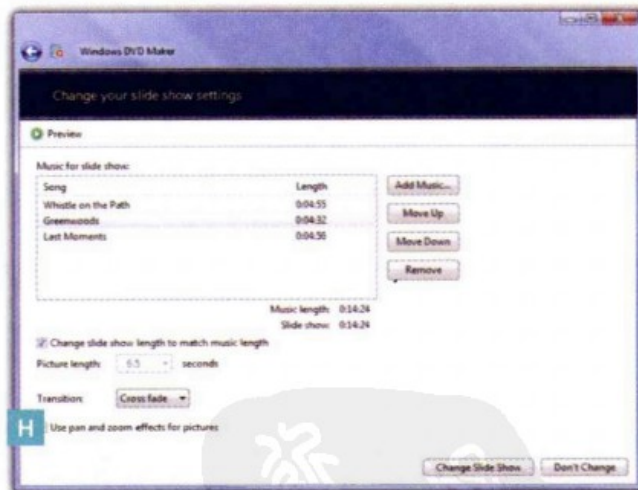 Windows DVD Maker
Change your slide show settings
Preview
Music for slide show:
Song Length
Whistle on the Path 0:04:55
Greenwoods 0:04:32
Last Moments 0:04:56
Add Music...
Move Up
Move Down
Remove
Music length: 0:14:24
Slide show: 0:14:24
Change slide show length to match music length
Picture length: 6.5 seconds
Transition: Cross fade
H Use pan and zoom effects for pictures
Change Slide Show Don't Change